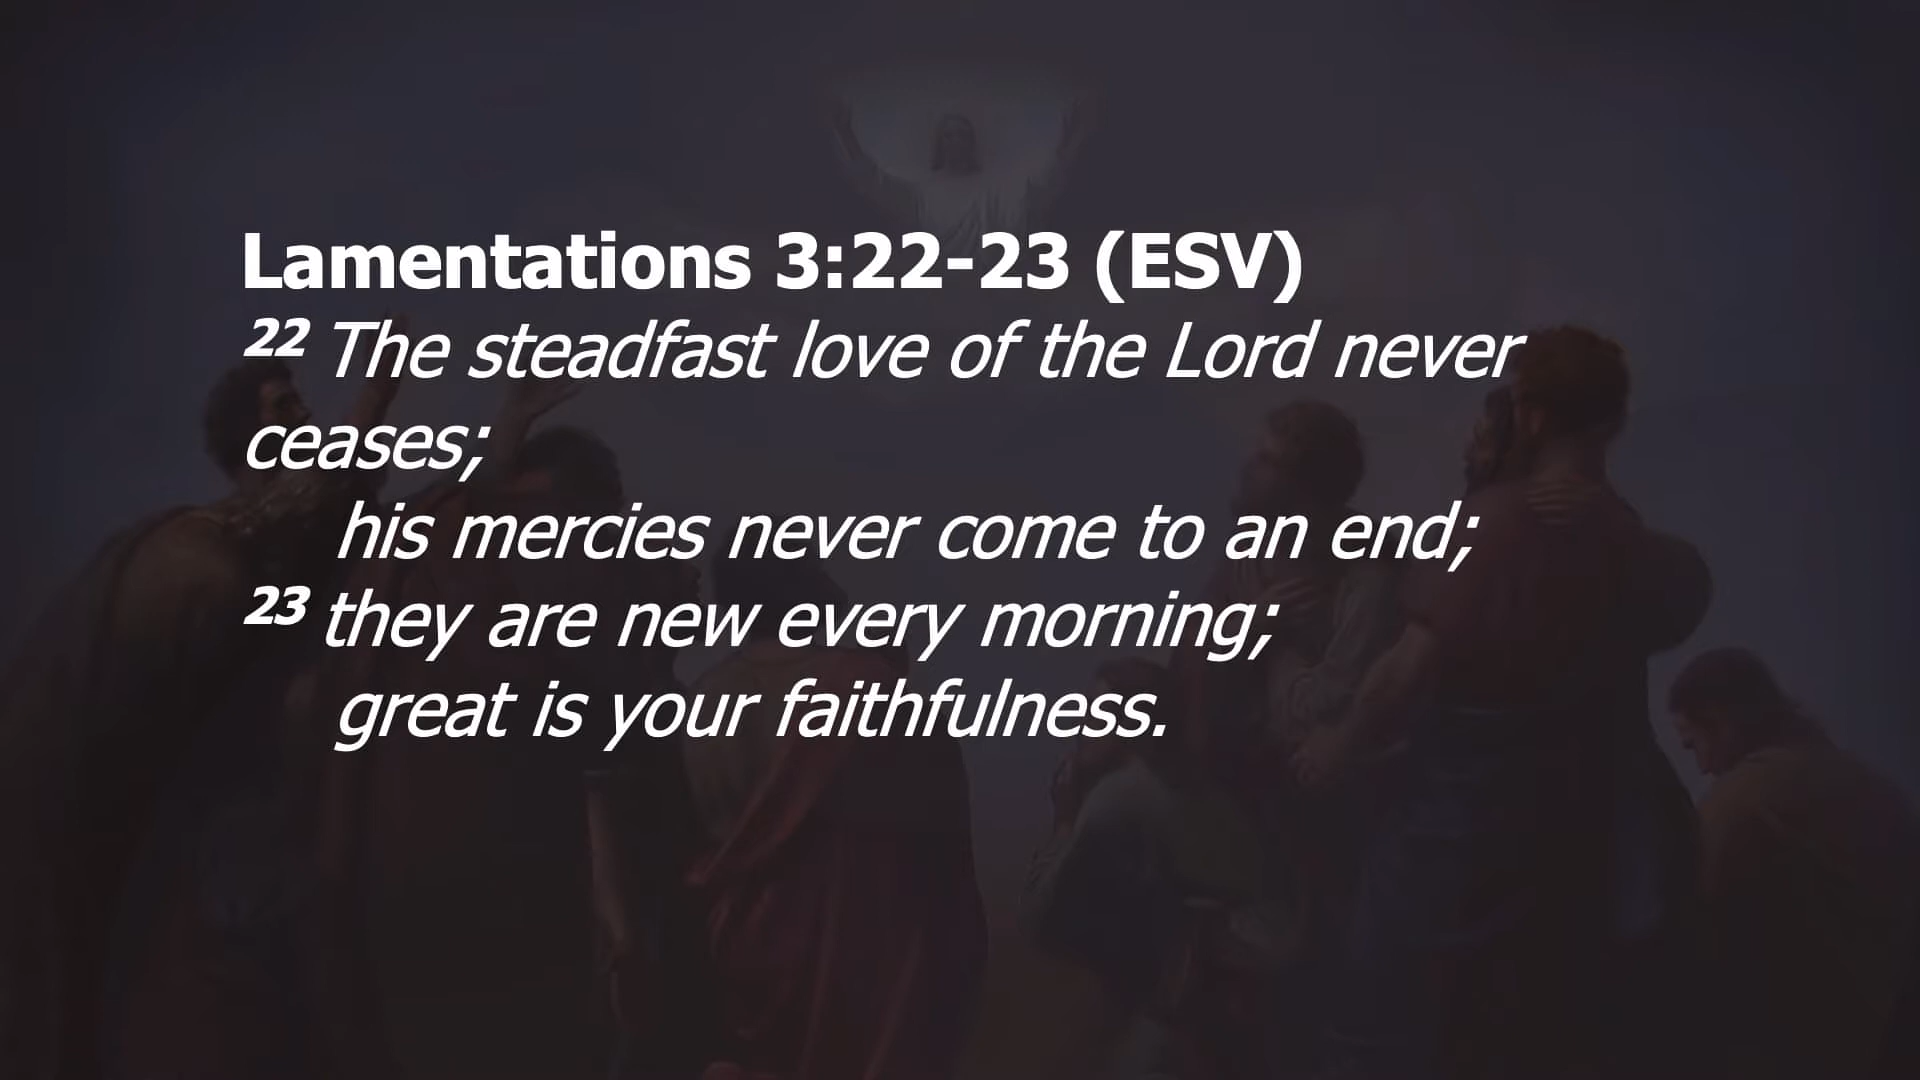 Lamentations 3:22-23 (ESV)
22 The steadfast love of the Lord never
ceases;
his mercies never come to an end;
23 they are new every morning;
great is your faithfulness.